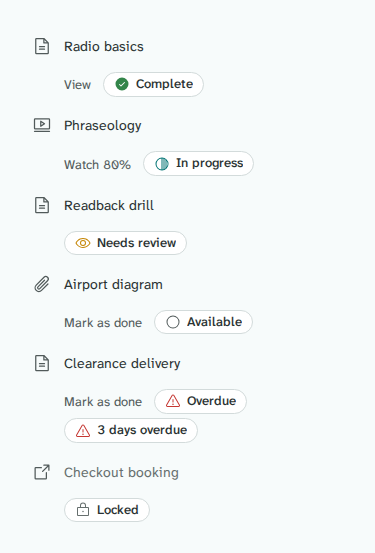 Radio basics
View Complete
Phraseology
Watch 80% In progress
Readback drill
Needs review
Airport diagram
Mark as done Available
Clearance delivery
Mark as done Overdue
3 days overdue
Checkout booking
Locked